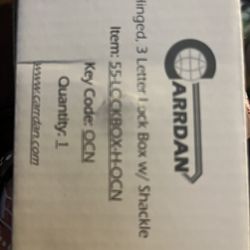 CARRDAN
Hinged, 3 Letter Lock Box w/ Shackle
Item: 55-LOCKBOX-H-OCN
Key Code: OCN
Quantity: 1
www.carrdan.com